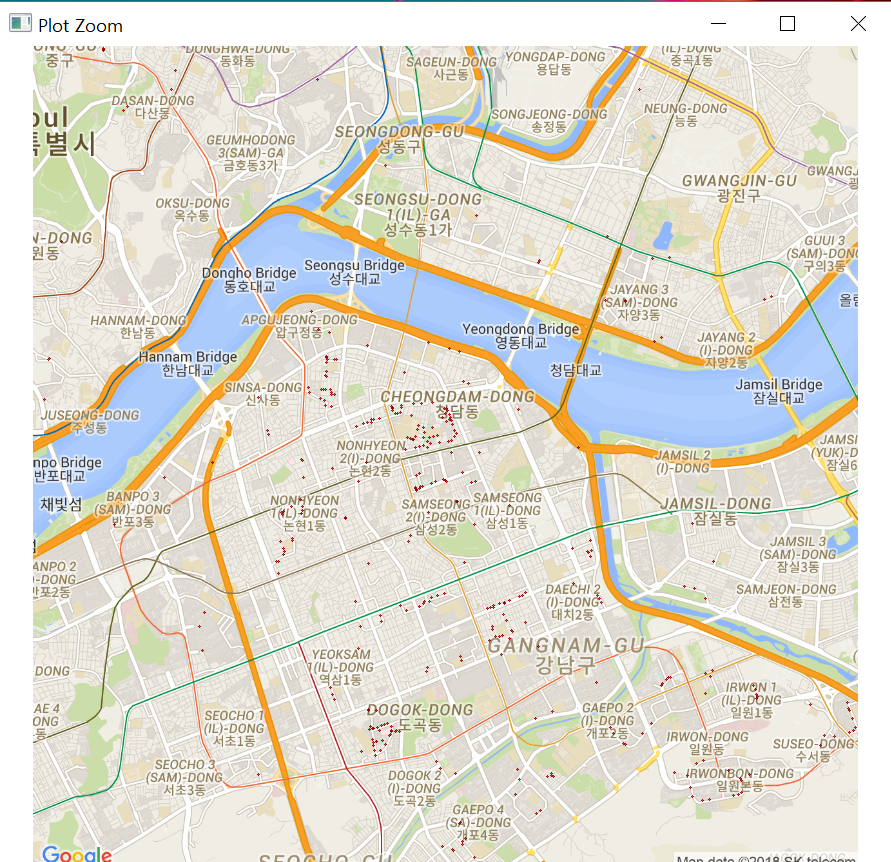 Plot Zoom
중구
DONGHWA-DONG
동화동
SAGEUN-DONG
사근동
YONGDAP-DONG
용답동
(IL)-DONG
중곡1동
DASAN-DONG
다산동
oul
특별시
SEONGDONG-GU
성동구
SONGJEONG-DONG
송정동
NEUNG-DONG
능동
GEUMHODONG
3(SAM)-GA
금호동3가
GWANGJIN-GU
광진구
GWANGJ
OKSU-DONG
옥수동
SEONGSU-DONG
1(IL)-GA
성수동1가
N-DONG
원동
GUUI 3
(SAM)-DONG
구의3동
Dongho Bridge
동호대교
Seongsu Bridge
성수대교
JAYANG 3
(SAM)-DONG
자양3동
올림
HANNAM-DONG
한남동
APGUJEONG-DONG
압구정동
Yeongdong Bridge
영동대교
JAYANG 2
(I)-DONG
자양2동
Hannam Bridge
한남대교
청담대교
Jamsil Bridge
잠실대교
SINSA-DONG
신사동
CHEONGDAM-DONG
청담동
JUSEONG-DONG
주성동
NONHYEON
2(I)-DONG
논현2동
JAMSIL 2
(I)-DONG
JAMSI
(YUK)-D
잠실6
npo Bridge
반포대교
채빛섬
섬
BANPO 3
(SAM)-DONG
반포3동
NONHYEON
1(IL)-DONG
논현1동
SAMSEONG
2(I)-DONG
삼성2동
SAMSEONG
1(IL)-DONG
삼성1동
JAMSIL-DONG
잠실동
JAMSIL 3
(SAM)-DONG
잠실3동
ANPO 2
)-DONG
반포2동
DAECHI 2
(I)-DONG
대치2동
SAMJEON-DONG
삼전동
YEOKSAM
1(IL)-DONG
역삼1동
GANGNAM-GU
강남구
DONG
AE 4
)-DONG
동
SEOCHO 1
(IL)-DONG
서초1동
DOGOK-DONG
도곡동
GAEPO 2
(I)-DONG
개포2동
IRWON 1
(IL)-DONG
일원1동
IRWON-DONG
일원동
SUSEO-DONG
수서동
SEOCHO 3
(SAM)-DONG
서초3동
DOGOK 2
(I)-DONG
도곡2동
IRWONBON-DONG
일원본동
GAEPO 4
(SA)-DONG
개포4동
Google
SEOCHO-GU
Map data ©2018 SK telecom